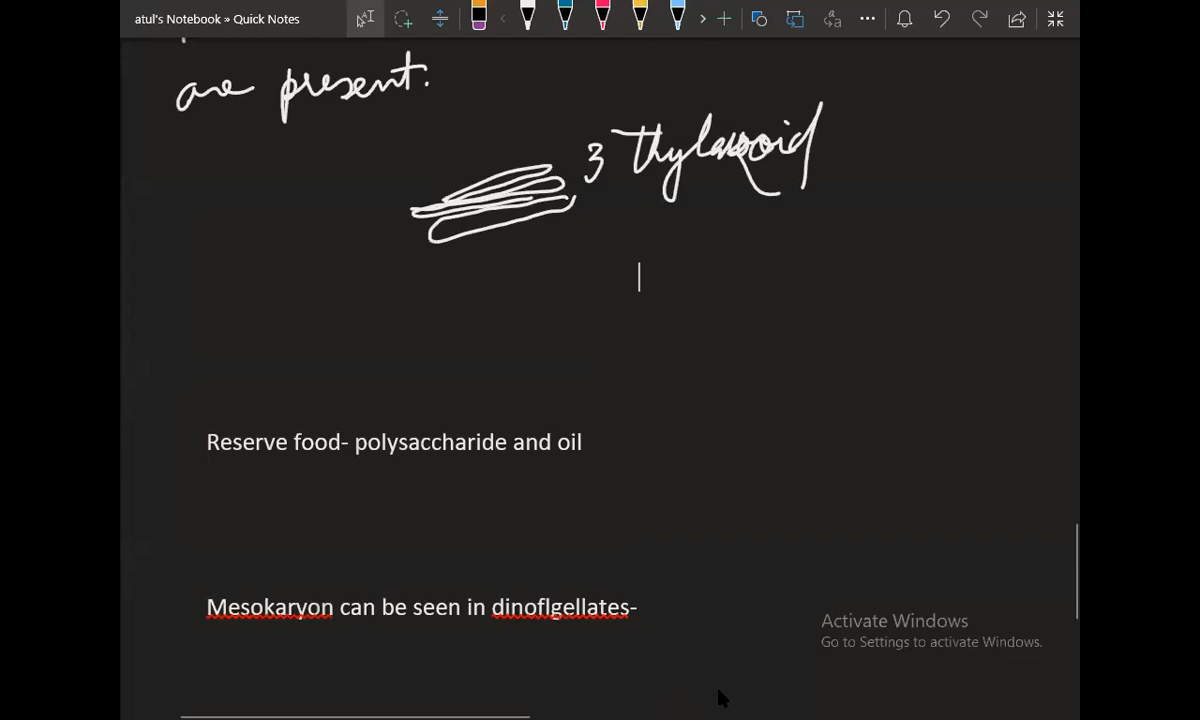 atul's Notebook » Quick Notes
are present.
3 Thylakoid
Reserve food- polysaccharide and oil
Mesokaryon can be seen in dinoflgellates-
Activate Windows
Go to Settings to activate Windows.